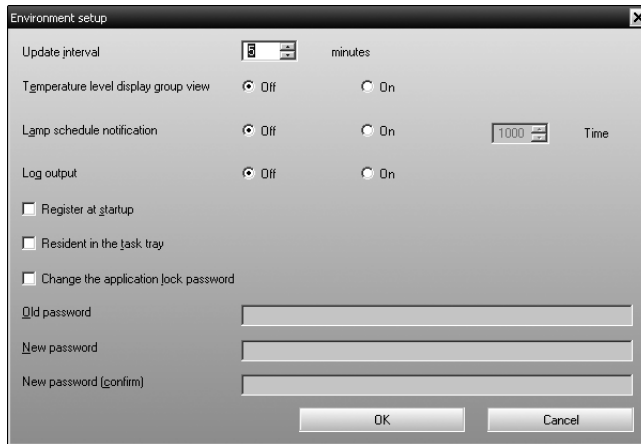 Environment setup
Update interval 5 minutes
Temperature level display group view Off On
Lamp schedule notification Off On 1000 Time
Log output Off On
Register at startup
Resident in the task tray
Change the application lock password
Old password
New password
New password (confirm)
OK Cancel